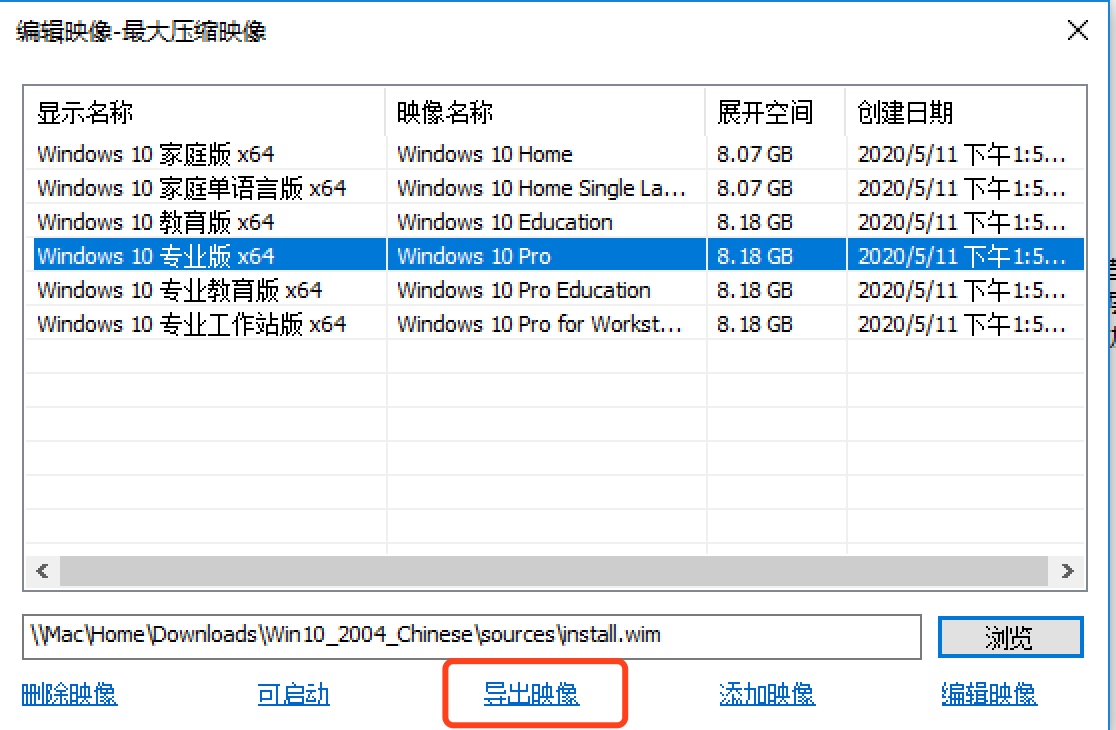 编辑映像-最大压缩映像
显示名称 映像名称 展开空间 创建日期
Windows 10 家庭版 x64 Windows 10 Home 8.07 GB 2020/5/11 下午1:5...
Windows 10 家庭单语言版 x64 Windows 10 Home Single La... 8.07 GB 2020/5/11 下午1:5...
Windows 10 教育版 x64 Windows 10 Education 8.18 GB 2020/5/11 下午1:5...
Windows 10 专业版 x64 Windows 10 Pro 8.18 GB 2020/5/11 下午1:5...
Windows 10 专业教育版 x64 Windows 10 Pro Education 8.18 GB 2020/5/11 下午1:5...
Windows 10 专业工作站版 x64 Windows 10 Pro for Workst... 8.18 GB 2020/5/11 下午1:5...
\\Mac\Home\Downloads\Win10_2004_Chinese\sources\install.wim 浏览
删除映像 可启动 导出映像 添加映像 编辑映像